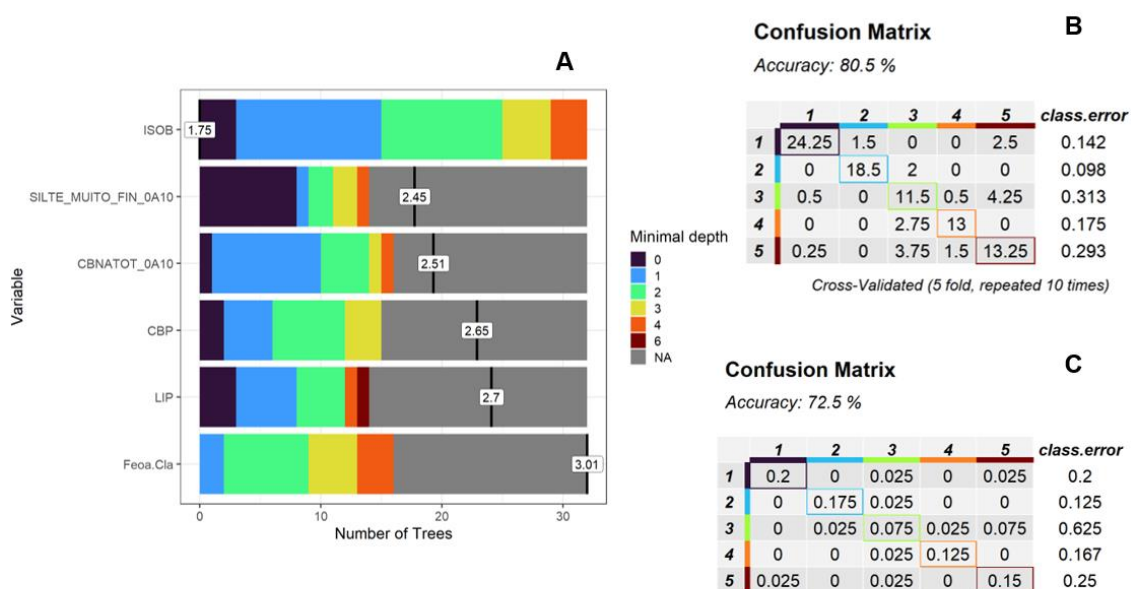 A
Variable
ISOB
1.75
SILTE_MUITO_FIN_0A10
2.45
CBNATOT_0A10
2.51
CBP
2.65
LIP
2.7
Feoa.Cla
3.01
0 10 20 30
Number of Trees
Minimal depth
0
1
2
3
4
6
NA
B
Confusion Matrix
Accuracy: 80.5 %
1 2 3 4 5 class.error
1 24.25 1.5 0 0 2.5 0.142
2 0 18.5 2 0 0 0.098
3 0.5 0 11.5 0.5 4.25 0.313
4 0 0 2.75 13 0 0.175
5 0.25 0 3.75 1.5 13.25 0.293
Cross-Validated (5 fold, repeated 10 times)
C
Confusion Matrix
Accuracy: 72.5 %
1 2 3 4 5 class.error
1 0.2 0 0.025 0 0.025 0.2
2 0 0.175 0.025 0 0 0.125
3 0 0.025 0.075 0.025 0.075 0.625
4 0 0 0.025 0.125 0 0.167
5 0.025 0 0.025 0 0.15 0.25